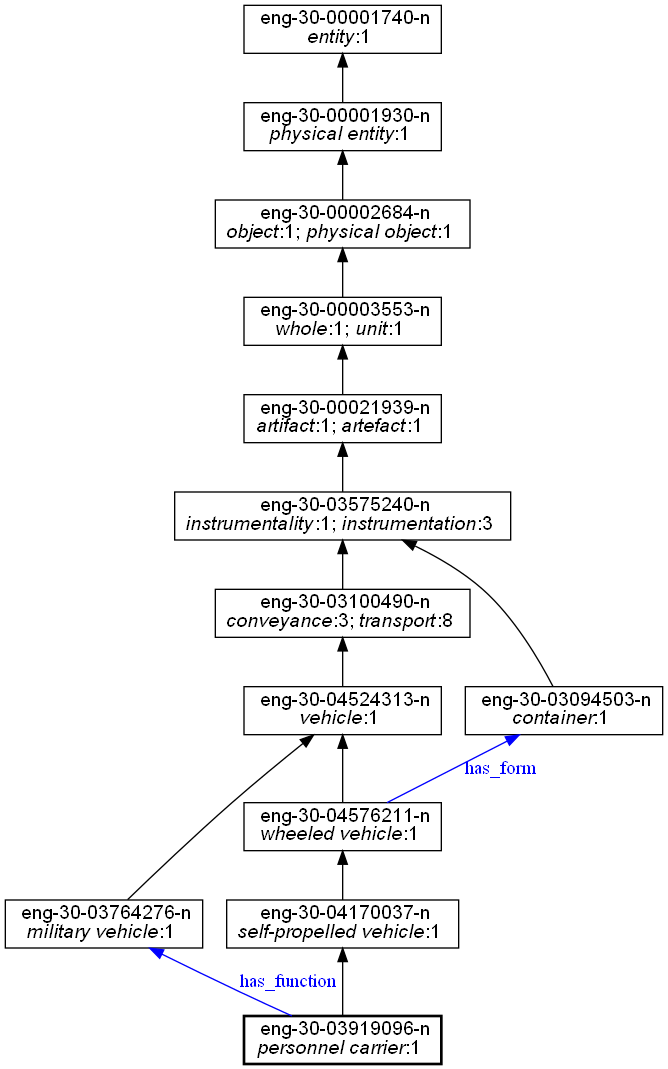 eng-30-00001740-n
entity:1
eng-30-00001930-n
physical entity:1
eng-30-00002684-n
object:1; physical object:1
eng-30-00003553-n
whole:1; unit:1
eng-30-00021939-n
artifact:1; artefact:1
eng-30-03575240-n
instrumentality:1; instrumentation:3
eng-30-03100490-n
conveyance:3; transport:8
eng-30-04524313-n
vehicle:1
eng-30-03094503-n
container:1
has_form
eng-30-04576211-n
wheeled vehicle:1
eng-30-03764276-n
military vehicle:1
eng-30-04170037-n
self-propelled vehicle:1
has_function
eng-30-03919096-n
personnel carrier:1